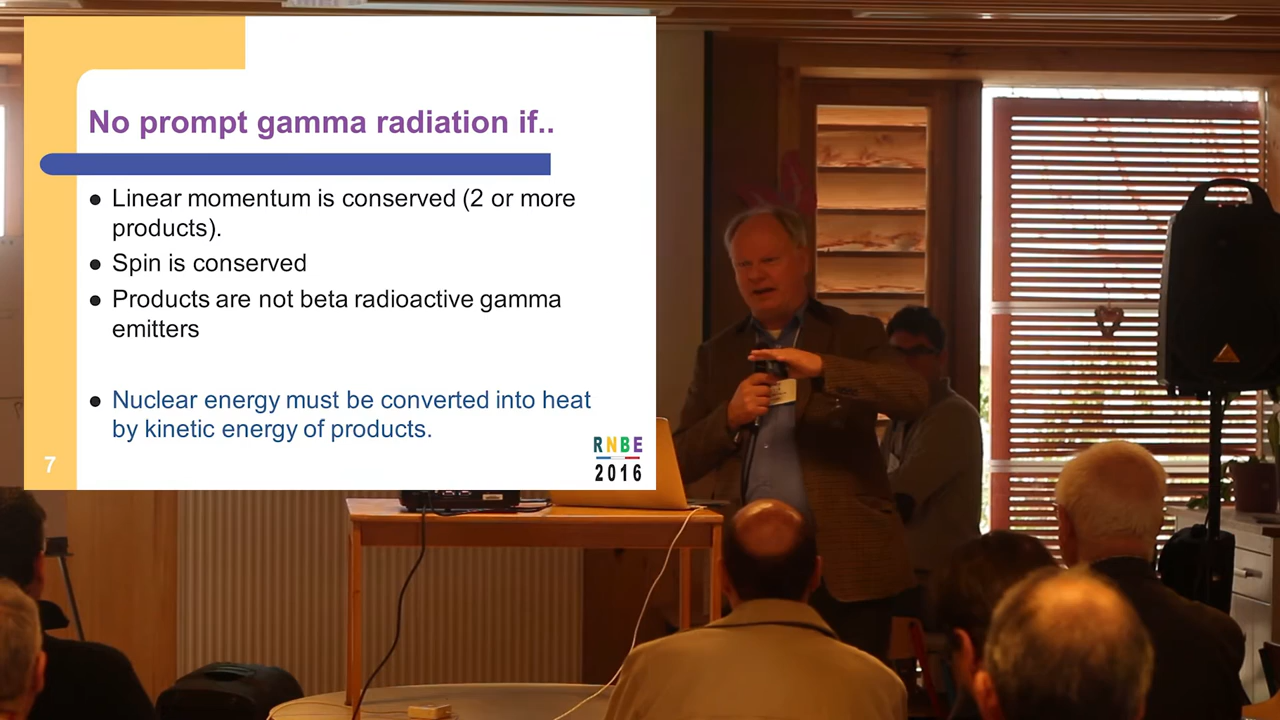 No prompt gamma radiation if..
● Linear momentum is conserved (2 or more
products).
● Spin is conserved
● Products are not beta radioactive gamma
emitters
● Nuclear energy must be converted into heat
by kinetic energy of products.
7
RNBE
2016